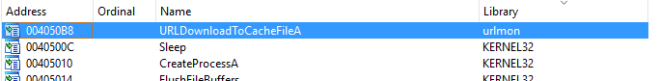 Address Ordinal Name Library
004050B8 URLDownloadToCacheFileA urlmon
0040500C Sleep KERNEL32
00405010 CreateProcessA KERNEL32
00405014 FlushFileBuffers KERNEL32